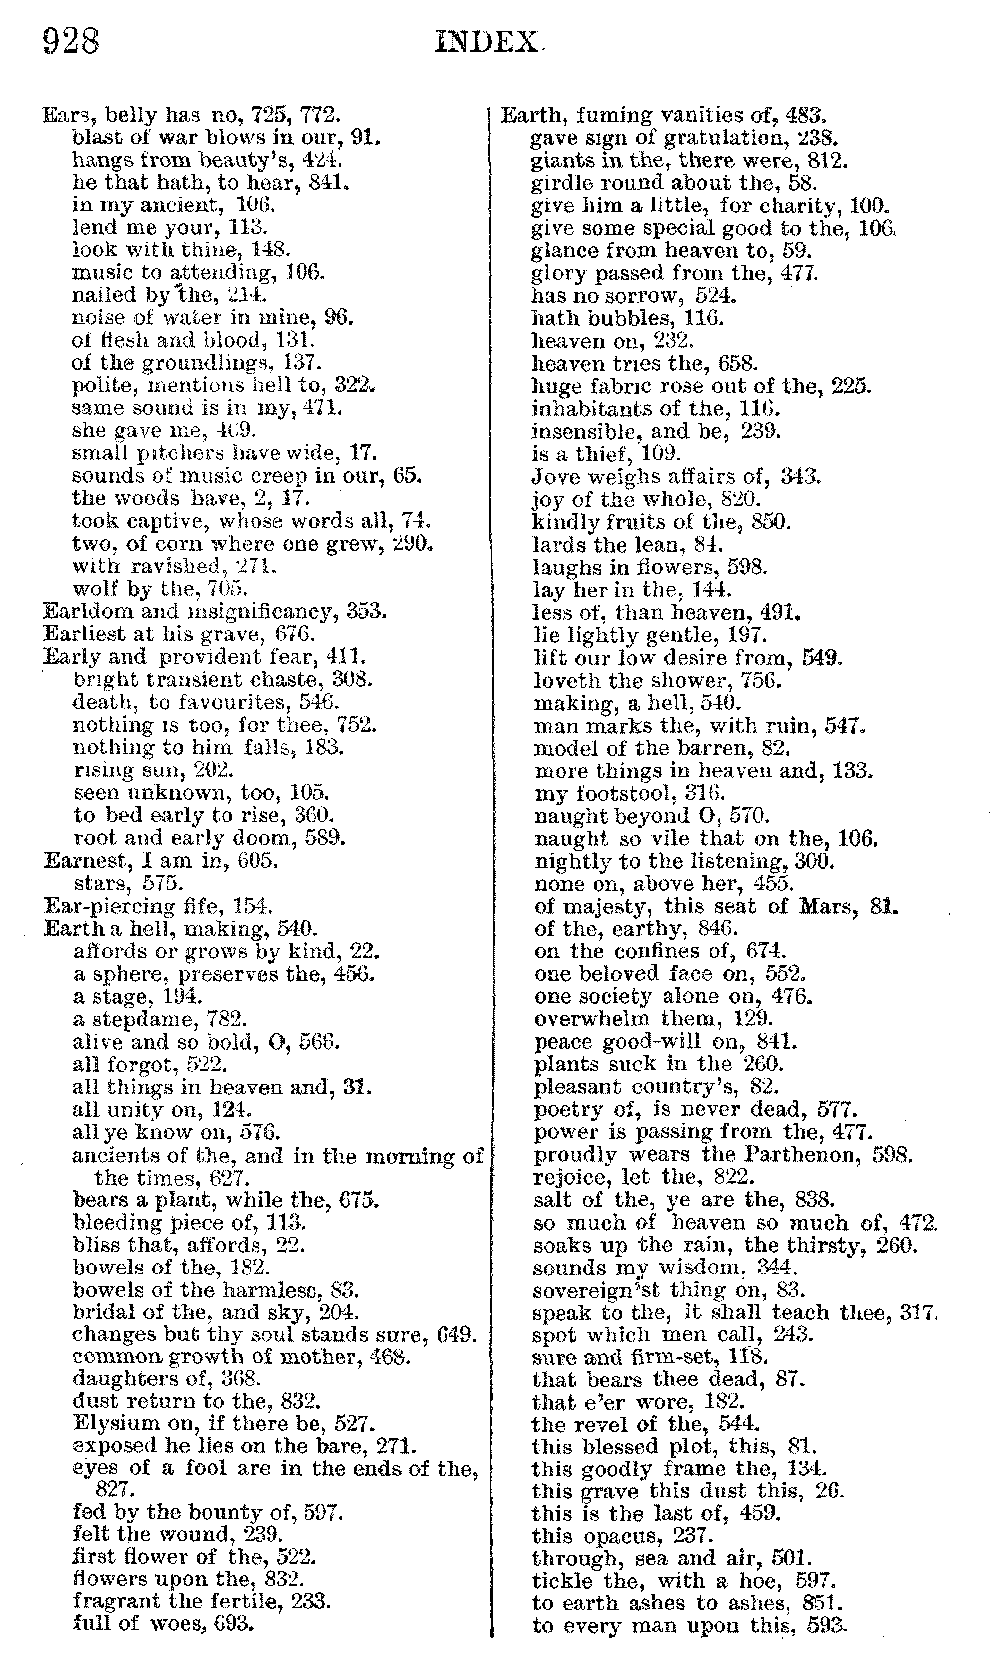 928
INDEX.
Ears, belly has no, 725, 772.
blast of war blows in our, 91.
hangs from beauty's, 424.
he that hath, to hear, 841.
in my ancient, 106.
lend me your, 113.
look with thine, 148.
music to attending, 106.
nailed by the, 214.
noise of water in mine, 96.
of flesh and blood, 131.
of the groundlings, 137.
polite, mentions hell to, 322.
same sound is in my, 471.
she gave me, 469.
small pitchers have wide, 17.
sounds of music creep in our, 65.
the woods have, 2, 17.
took captive, whose words all, 74.
two, of corn where one grew, 290.
with ravished, 271.
wolf by the, 705.
Earldom and insignificancy, 353.
Earliest at his grave, 676.
Early and provident fear, 411.
bright transient chaste, 308.
death, to favourites, 546.
nothing is too, for thee, 752.
nothing to him falls, 183.
rising sun, 202.
seen unknown, too, 105.
to bed early to rise, 360.
root and early doom, 589.
Earnest, I am in, 605.
stars, 575.
Ear-piercing fife, 154.
Earth a hell, making, 540.
affords or grows by kind, 22.
a sphere, preserves the, 456.
a stage, 194.
a stepdame, 782.
alive and so bold, O, 566.
all forgot, 522.
all things in heaven and, 31.
all unity on, 124.
all ye know on, 576.
ancients of the, and in the morning of
the times, 627.
bears a plant, while the, 675.
bleeding piece of, 113.
bliss that, affords, 22.
bowels of the, 182.
bowels of the harmless, 83.
bridal of the, and sky, 204.
changes but thy soul stands sure, 649.
common growth of mother, 468.
daughters of, 368.
dust return to the, 832.
Elysium on, if there be, 527.
exposed he lies on the bare, 271.
eyes of a fool are in the ends of the,
827.
fed by the bounty of, 597.
felt the wound, 239.
first flower of the, 522.
flowers upon the, 832.
fragrant the fertile, 233.
full of woes, 693.
Earth, fuming vanities of, 483.
gave sign of gratulation, 238.
giants in the, there were, 812.
girdle round about the, 58.
give him a little, for charity, 100.
give some special good to the, 106.
glance from heaven to, 59.
glory passed from the, 477.
has no sorrow, 524.
hath bubbles, 116.
heaven on, 232.
heaven tries the, 658.
huge fabric rose out of the, 225.
inhabitants of the, 116.
insensible, and be, 239.
is a thief, 109.
Jove weighs affairs of, 343.
joy of the whole, 820.
kindly fruits of the, 850.
lards the lean, 84.
laughs in flowers, 598.
lay her in the, 144.
less of, than heaven, 491.
lie lightly gentle, 197.
lift our low desire from, 549.
loveth the shower, 756.
making, a hell, 540.
man marks the, with ruin, 547.
model of the barren, 82.
more things in heaven and, 133.
my footstool, 316.
naught beyond O, 570.
naught so vile that on the, 106.
nightly to the listening, 300.
none on, above her, 455.
of majesty, this seat of Mars, 81.
of the, earthy, 846.
on the confines of, 674.
one beloved face on, 552.
one society alone on, 476.
overwhelm them, 129.
peace good-will on, 841.
plants suck in the 260.
pleasant country's, 82.
poetry of, is never dead, 577.
power is passing from the, 477.
proudly wears the Parthenon, 598.
rejoice, let the, 822.
salt of the, ye are the, 838.
so much of heaven so much of, 472.
soaks up the rain, the thirsty, 260.
sounds my wisdom, 344.
sovereign'st thing on, 83.
speak to the, it shall teach thee, 317.
spot which men call, 243.
sure and firm-set, 118.
that bears thee dead, 87.
that e'er wore, 182.
the revel of the, 544.
this blessed plot, this, 81.
this goodly frame the, 134.
this grave this dust this, 26.
this is the last of, 459.
this opacus, 237.
through, sea and air, 501.
tickle the, with a hoe, 597.
to earth ashes to ashes, 851.
to every man upon this, 593.